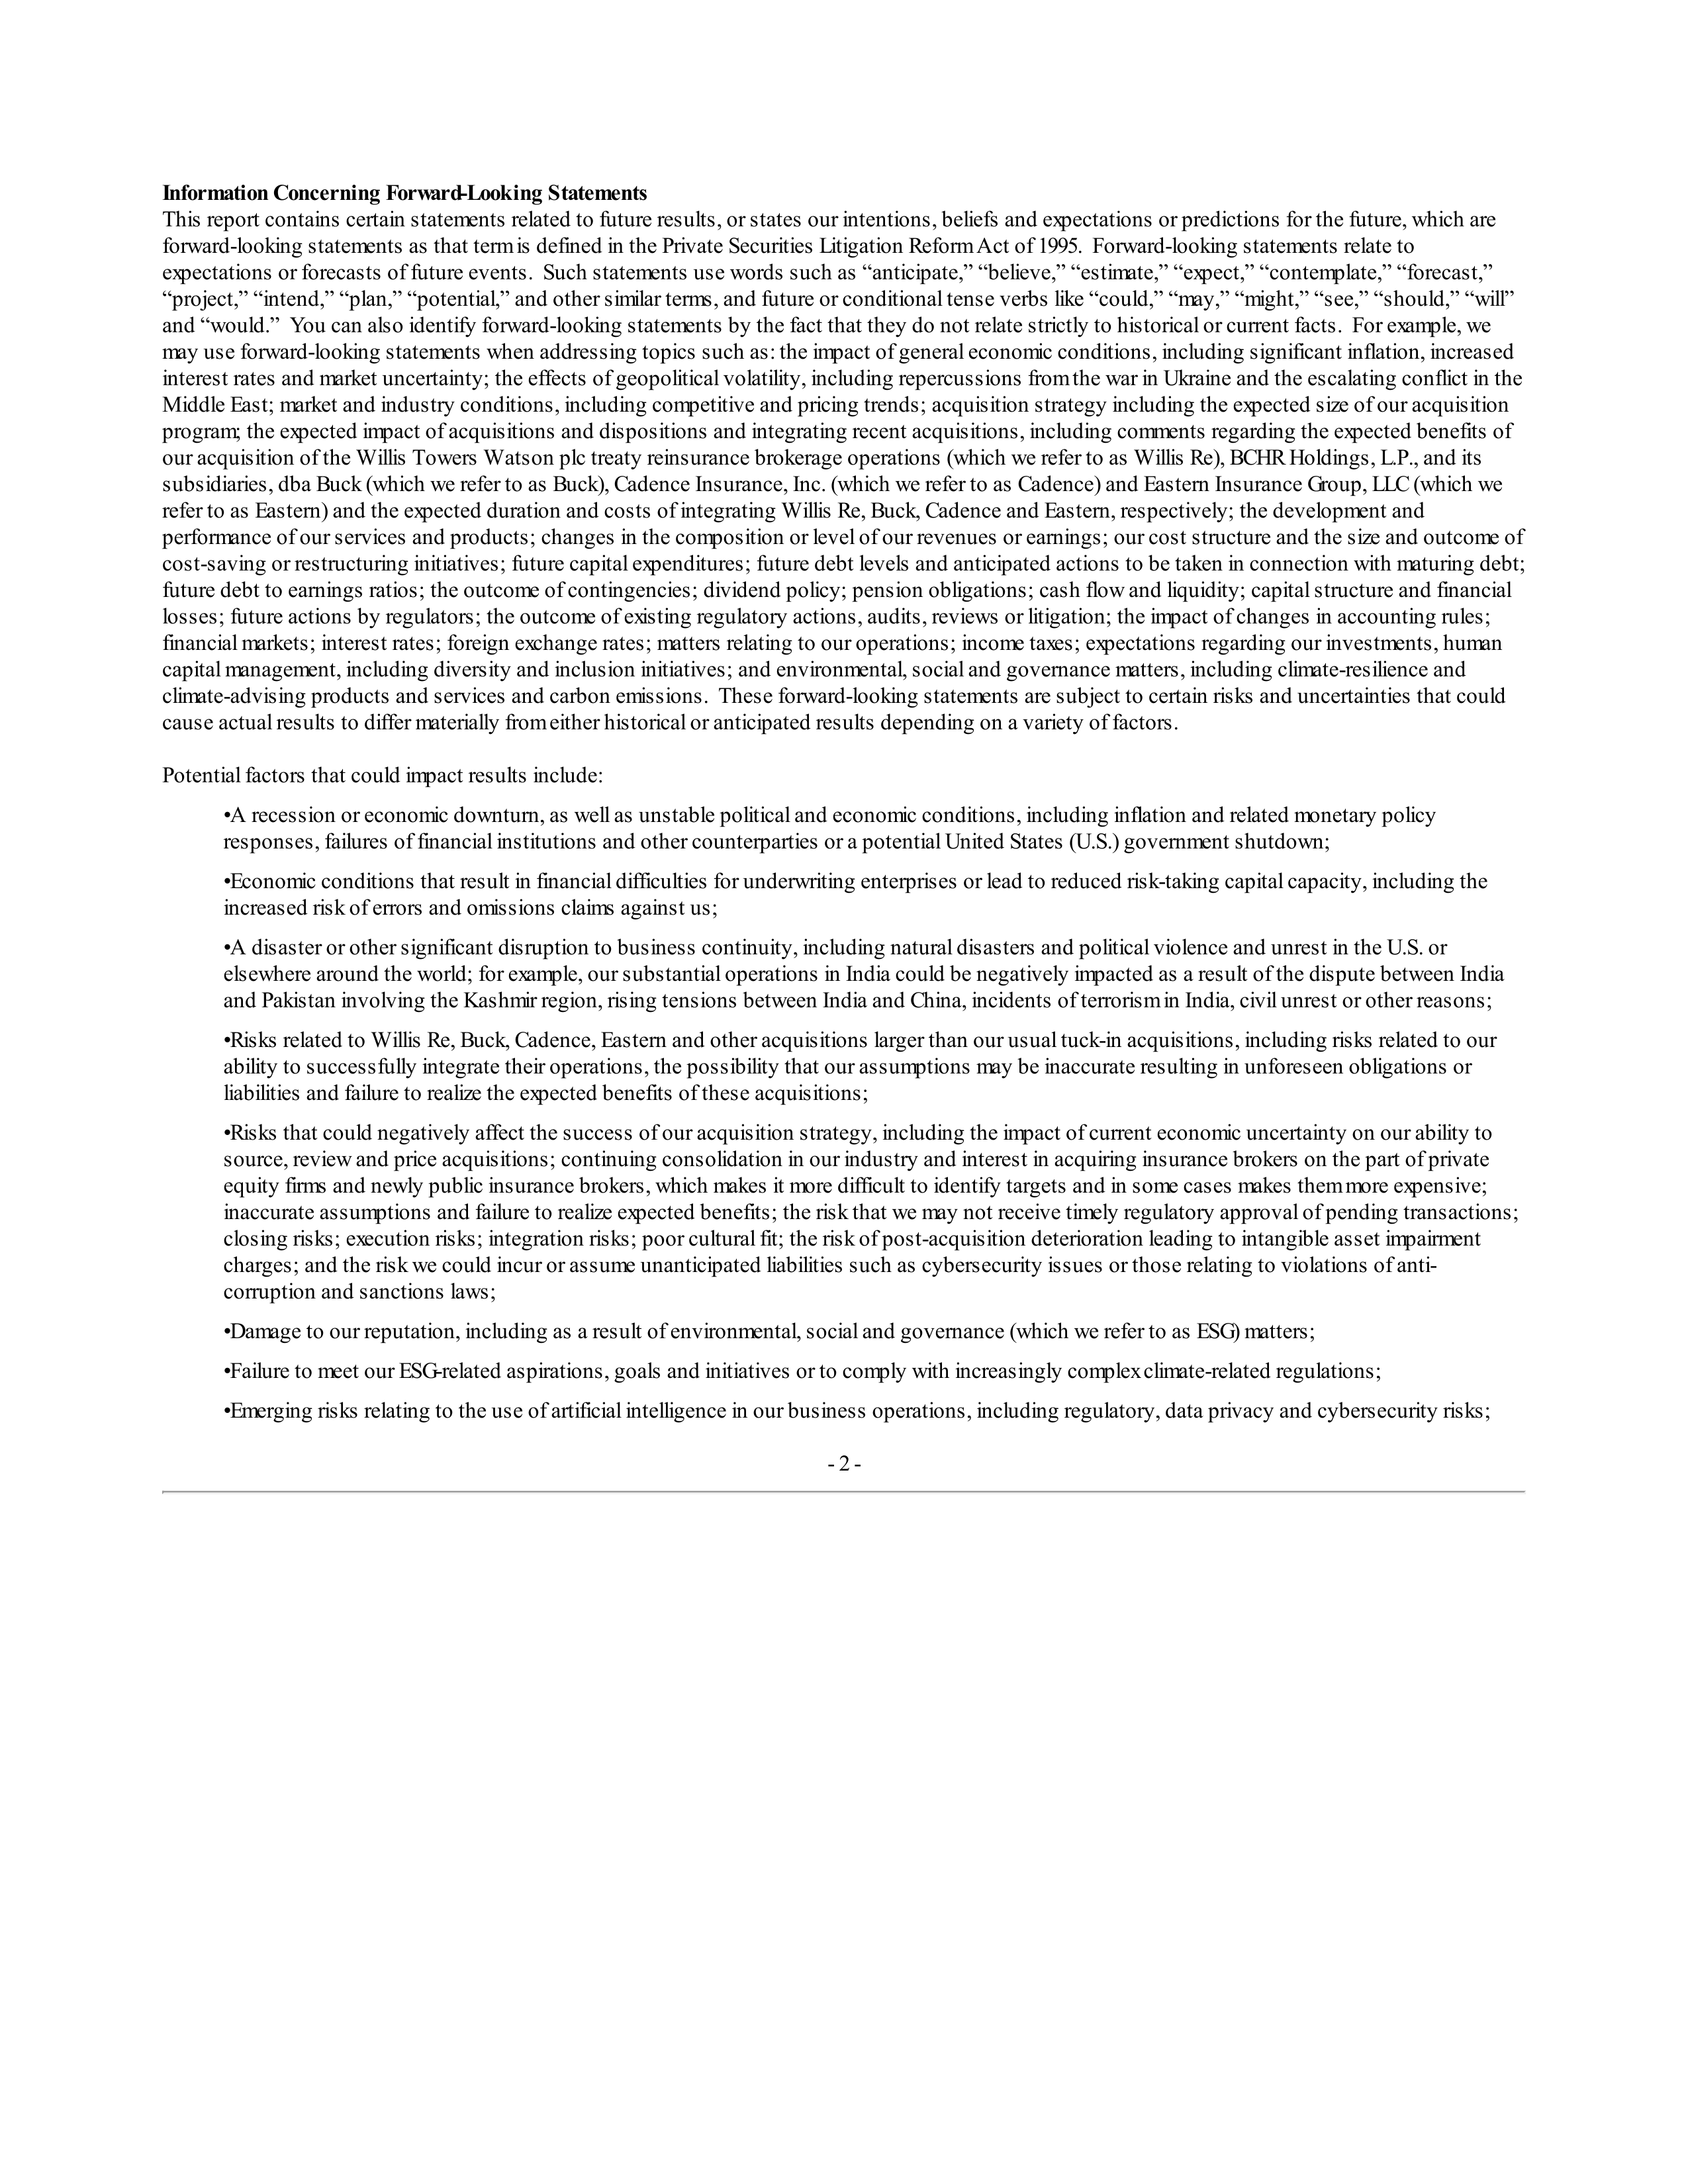 Information Concerning Forward-Looking Statements
This report contains certain statements related to future results, or states our intentions, beliefs and expectations or predictions for the future, which are
forward-looking statements as that term is defined in the Private Securities Litigation Reform Act of 1995.  Forward-looking statements relate to
expectations or forecasts of future events.  Such statements use words such as “anticipate,” “believe,” “estimate,” “expect,” “contemplate,” “forecast,”
“project,” “intend,” “plan,” “potential,” and other similar terms, and future or conditional tense verbs like “could,” “may,” “might,” “see,” “should,” “will”
and “would.”  You can also identify forward-looking statements by the fact that they do not relate strictly to historical or current facts.  For example, we
may use forward-looking statements when addressing topics such as: the impact of general economic conditions, including significant inflation, increased
interest rates and market uncertainty; the effects of geopolitical volatility, including repercussions from the war in Ukraine and the escalating conflict in the
Middle East; market and industry conditions, including competitive and pricing trends; acquisition strategy including the expected size of our acquisition
program; the expected impact of acquisitions and dispositions and integrating recent acquisitions, including comments regarding the expected benefits of
our acquisition of the Willis Towers Watson plc treaty reinsurance brokerage operations (which we refer to as Willis Re), BCHR Holdings, L.P., and its
subsidiaries, dba Buck (which we refer to as Buck), Cadence Insurance, Inc. (which we refer to as Cadence) and Eastern Insurance Group, LLC (which we
refer to as Eastern) and the expected duration and costs of integrating Willis Re, Buck, Cadence and Eastern, respectively; the development and
performance of our services and products; changes in the composition or level of our revenues or earnings; our cost structure and the size and outcome of
cost-saving or restructuring initiatives; future capital expenditures; future debt levels and anticipated actions to be taken in connection with maturing debt;
future debt to earnings ratios; the outcome of contingencies; dividend policy; pension obligations; cash flow and liquidity; capital structure and financial
losses; future actions by regulators; the outcome of existing regulatory actions, audits, reviews or litigation; the impact of changes in accounting rules;
financial markets; interest rates; foreign exchange rates; matters relating to our operations; income taxes; expectations regarding our investments, human
capital management, including diversity and inclusion initiatives; and environmental, social and governance matters, including climate-resilience and
climate-advising products and services and carbon emissions.  These forward-looking statements are subject to certain risks and uncertainties that could
cause actual results to differ materially from either historical or anticipated results depending on a variety of factors.
Potential factors that could impact results include:
•A recession or economic downturn, as well as unstable political and economic conditions, including inflation and related monetary policy
responses, failures of financial institutions and other counterparties or a potential United States (U.S.) government shutdown;
•Economic conditions that result in financial difficulties for underwriting enterprises or lead to reduced risk-taking capital capacity, including the
increased risk of errors and omissions claims against us;
•A disaster or other significant disruption to business continuity, including natural disasters and political violence and unrest in the U.S. or
elsewhere around the world; for example, our substantial operations in India could be negatively impacted as a result of the dispute between India
and Pakistan involving the Kashmir region, rising tensions between India and China, incidents of terrorism in India, civil unrest or other reasons;
•Risks related to Willis Re, Buck, Cadence, Eastern and other acquisitions larger than our usual tuck-in acquisitions, including risks related to our
ability to successfully integrate their operations, the possibility that our assumptions may be inaccurate resulting in unforeseen obligations or
liabilities and failure to realize the expected benefits of these acquisitions;
•Risks that could negatively affect the success of our acquisition strategy, including the impact of current economic uncertainty on our ability to
source, review and price acquisitions; continuing consolidation in our industry and interest in acquiring insurance brokers on the part of private
equity firms and newly public insurance brokers, which makes it more difficult to identify targets and in some cases makes them more expensive;
inaccurate assumptions and failure to realize expected benefits; the risk that we may not receive timely regulatory approval of pending transactions;
closing risks; execution risks; integration risks; poor cultural fit; the risk of post-acquisition deterioration leading to intangible asset impairment
charges; and the risk we could incur or assume unanticipated liabilities such as cybersecurity issues or those relating to violations of anti-
corruption and sanctions laws;
•Damage to our reputation, including as a result of environmental, social and governance (which we refer to as ESG) matters;
•Failure to meet our ESG-related aspirations, goals and initiatives or to comply with increasingly complex climate-related regulations;
•Emerging risks relating to the use of artificial intelligence in our business operations, including regulatory, data privacy and cybersecurity risks;
- 2 -